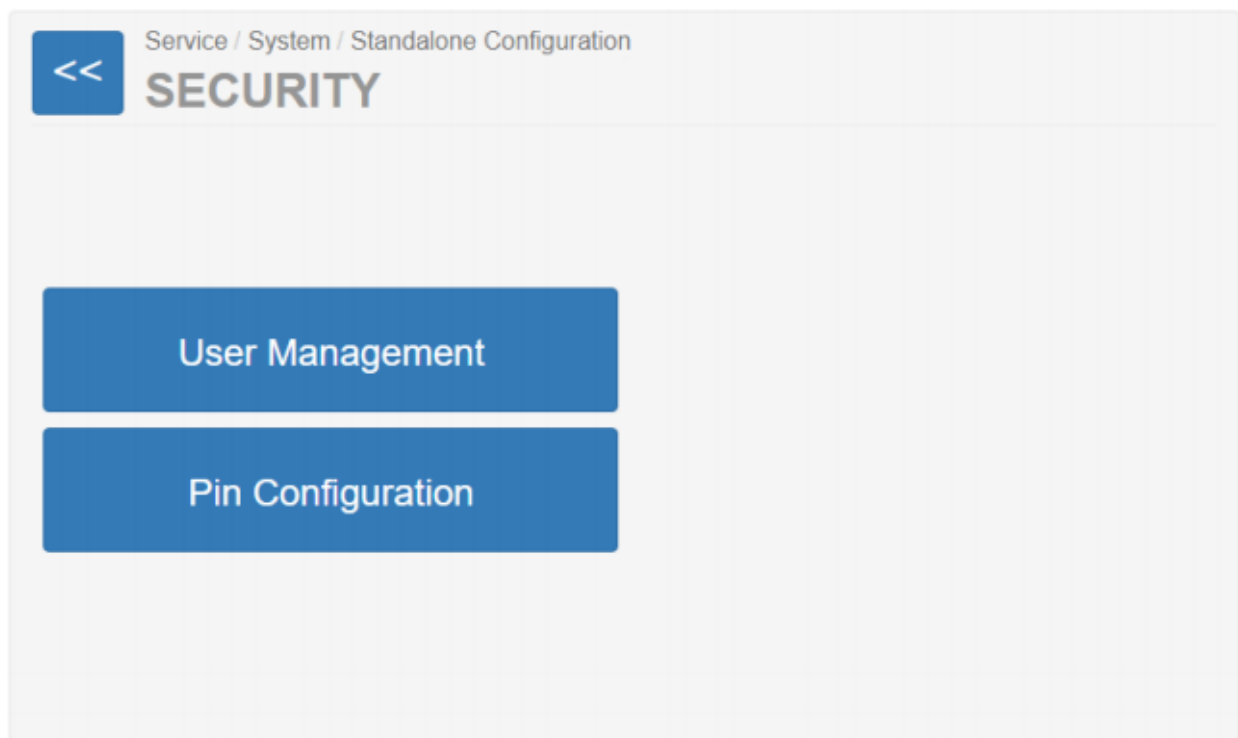 <<
Service / System / Standalone Configuration
SECURITY
User Management
Pin Configuration